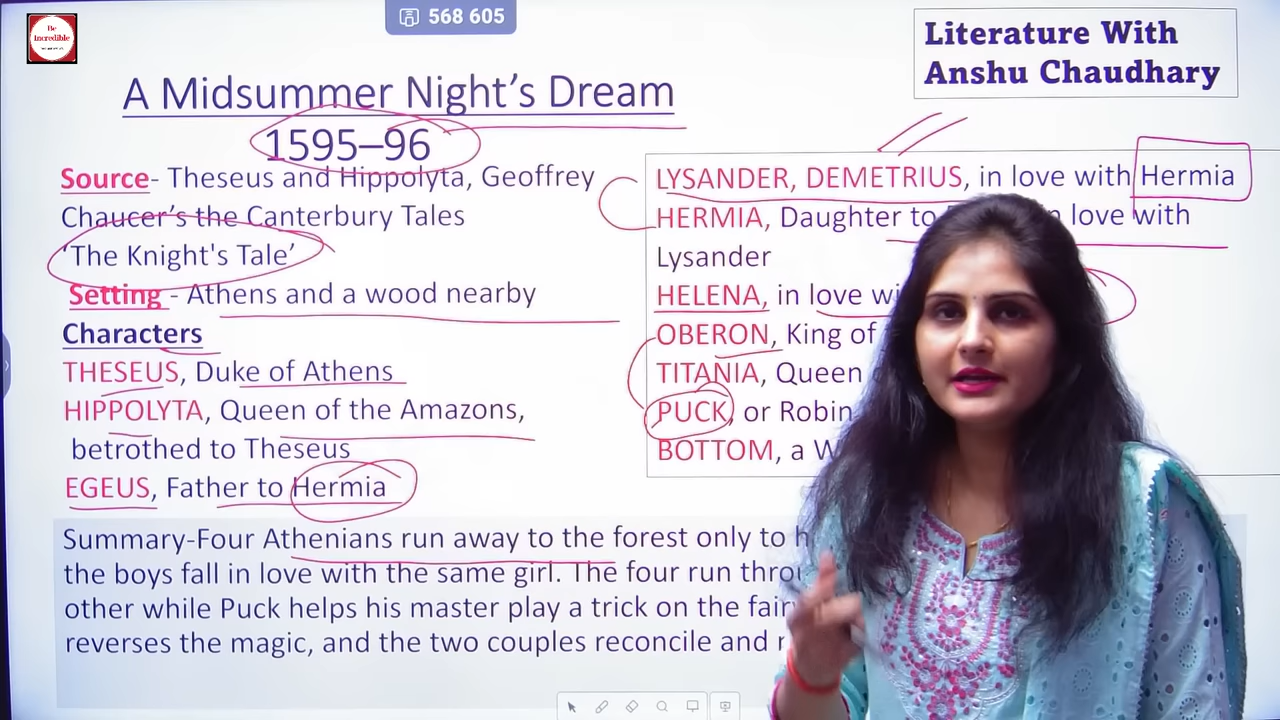 Be
Incredible
568 605
Literature With
Anshu Chaudhary
A Midsummer Night's Dream
1595–96
Source- Theseus and Hippolyta, Geoffrey
Chaucer's the Canterbury Tales
'The Knight's Tale'
Setting - Athens and a wood nearby
Characters
THESEUS, Duke of Athens
HIPPOLYTA, Queen of the Amazons,
betrothed to Theseus
EGEUS, Father to Hermia
LYSANDER, DEMETRIUS, in love with Hermia
HERMIA, Daughter to in love with
Lysander
HELENA, in love
OBERON, King of
TITANIA, Queen
PUCK, or Robin
BOTTOM, a
Summary-Four Athenians run away to the forest only to
the boys fall in love with the same girl. The four run
other while Puck helps his master play a trick on the
reverses the magic, and the two couples reconcile and